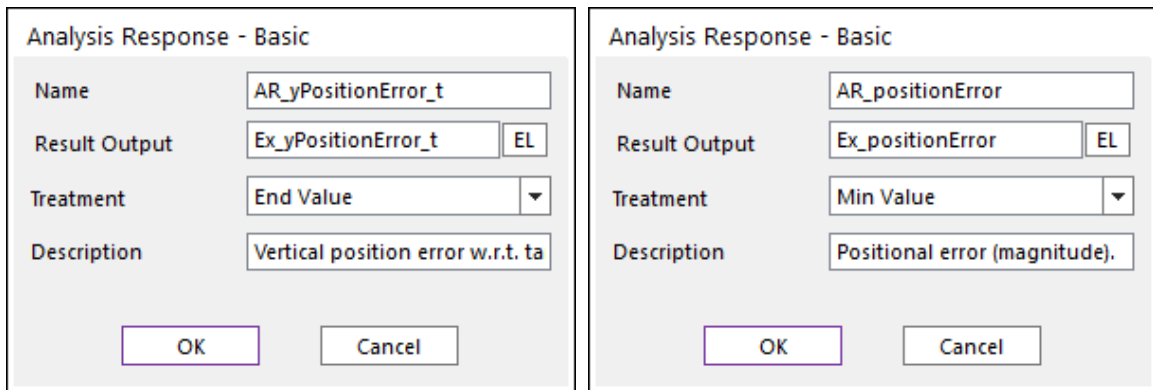 Analysis Response - Basic
Name
AR_yPositionError_t
Result Output
Ex_yPositionError_t
EL
Treatment
End Value
Description
Vertical position error w.r.t. ta
OK
Cancel
Analysis Response - Basic
Name
AR_positionError
Result Output
Ex_positionError
EL
Treatment
Min Value
Description
Positional error (magnitude).
OK
Cancel